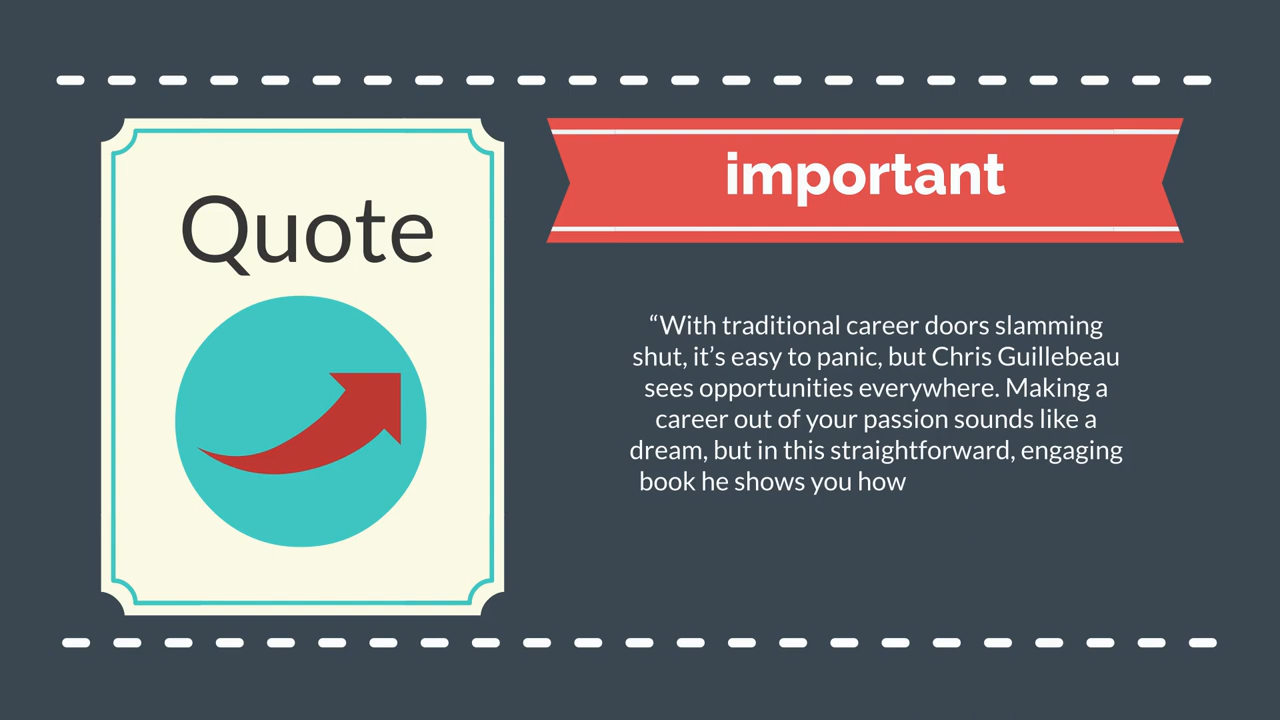 Quote
important
“With traditional career doors slamming
shut, it’s easy to panic, but Chris Guillebeau
sees opportunities everywhere. Making a
career out of your passion sounds like a
dream, but in this straightforward, engaging
book he shows you how